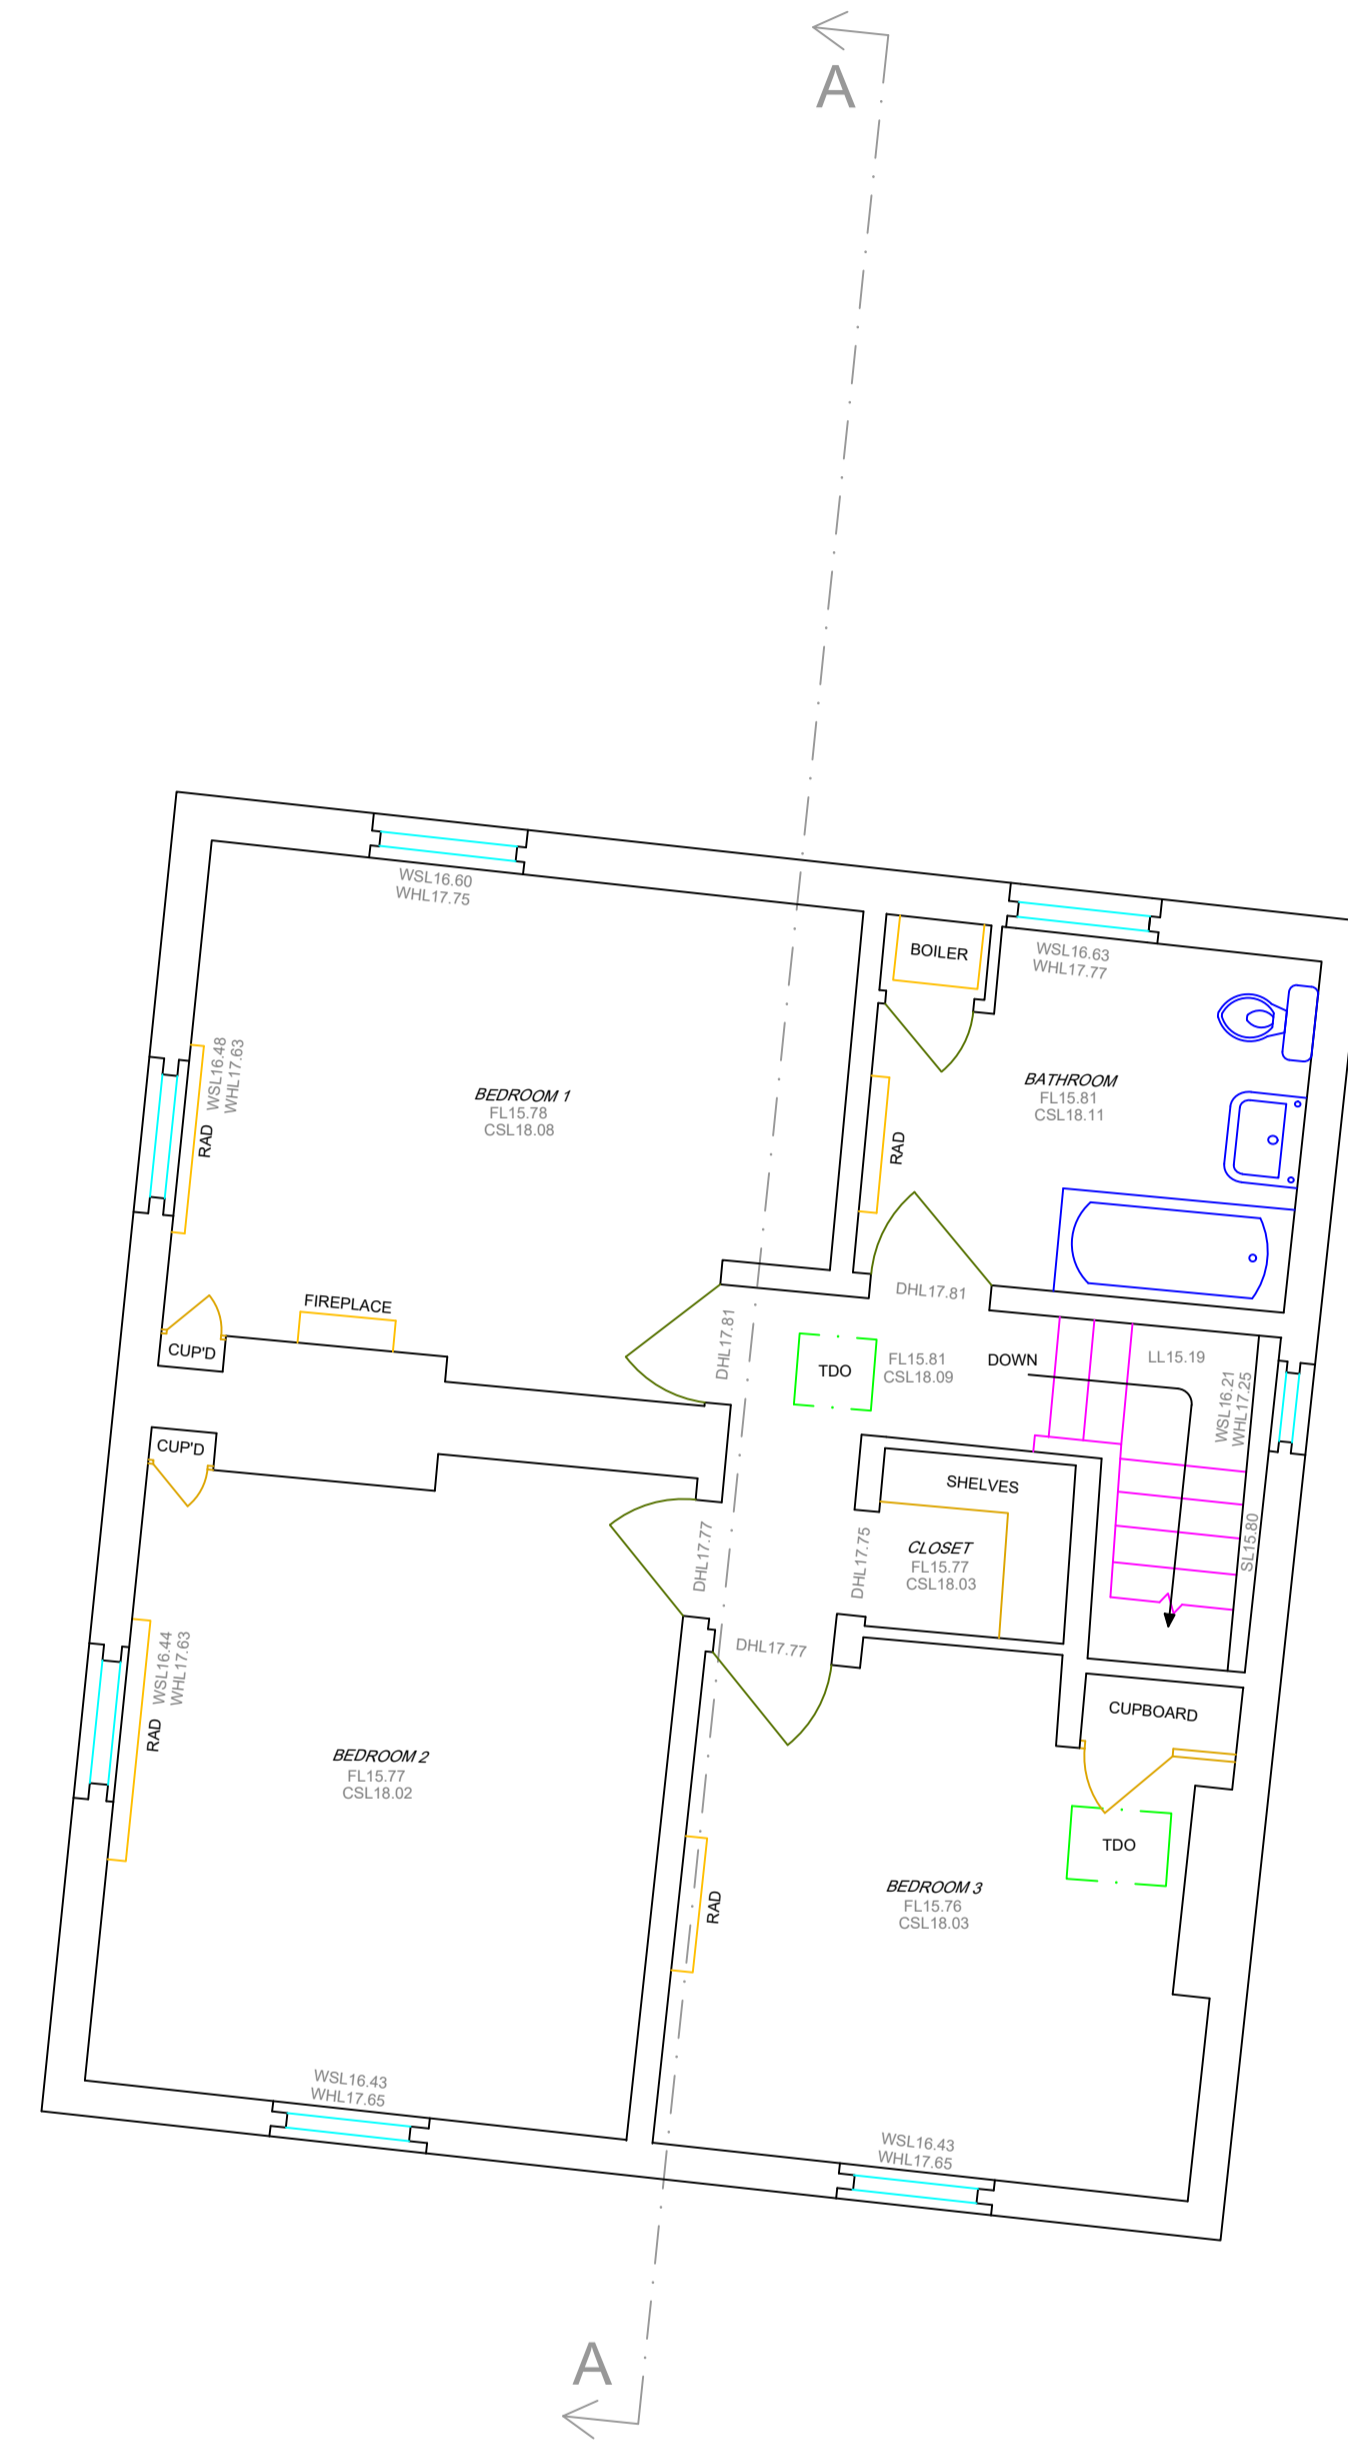 A
WSL16.60
WHL17.75
BOILER
WSL16.63
WHL17.77
WSL16.48
WHL17.63
RAD
BEDROOM 1
FL15.78
CSL18.08
BATHROOM
FL15.81
CSL18.11
RAD
FIREPLACE
CUP'D
DHL17.81
DHL17.81
TDO
FL15.81
CSL18.09
DOWN
LL15.19
WSL16.21
WHL17.25
CUP'D
SHELVES
DHL17.77
DHL17.75
CLOSET
FL15.77
CSL18.03
SL15.80
DHL17.77
WSL16.44
WHL17.63
RAD
CUPBOARD
BEDROOM 2
FL15.77
CSL18.02
TDO
RAD
BEDROOM 3
FL15.76
CSL18.03
WSL16.43
WHL17.65
WSL16.43
WHL17.65
A